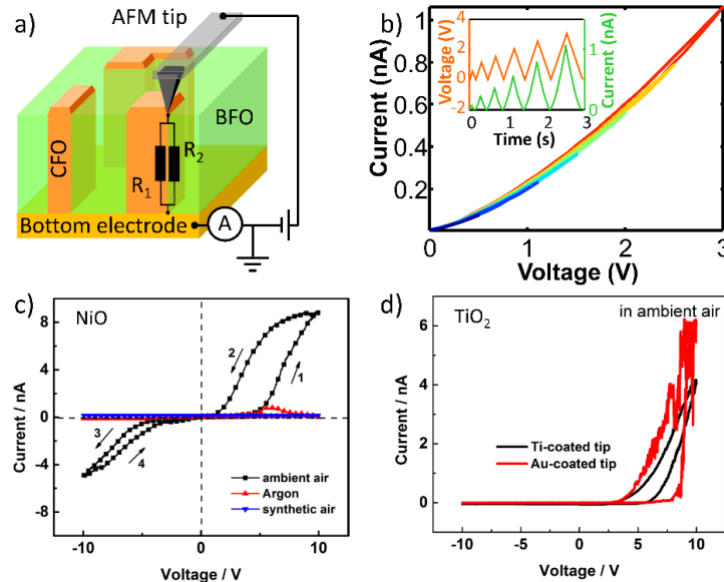 a)
AFM tip
BFO
CFO
R1
R2
Bottom electrode
A
b)
Current (nA)
1
0.8
0.6
0.4
0.2
0
1
2
3
Voltage (V)
Voltage (V)
4
2
0
-2
Current (nA)
1
0
0
1
2
3
Time (s)
c)
NiO
Current / nA
8
4
0
-4
-8
-10
-5
0
5
10
Voltage / V
1
2
3
4
ambient air
Argon
synthetic air
d)
TiO2
in ambient air
Current / nA
6
4
2
0
-10
-5
0
5
10
Voltage / V
Ti-coated tip
Au-coated tip